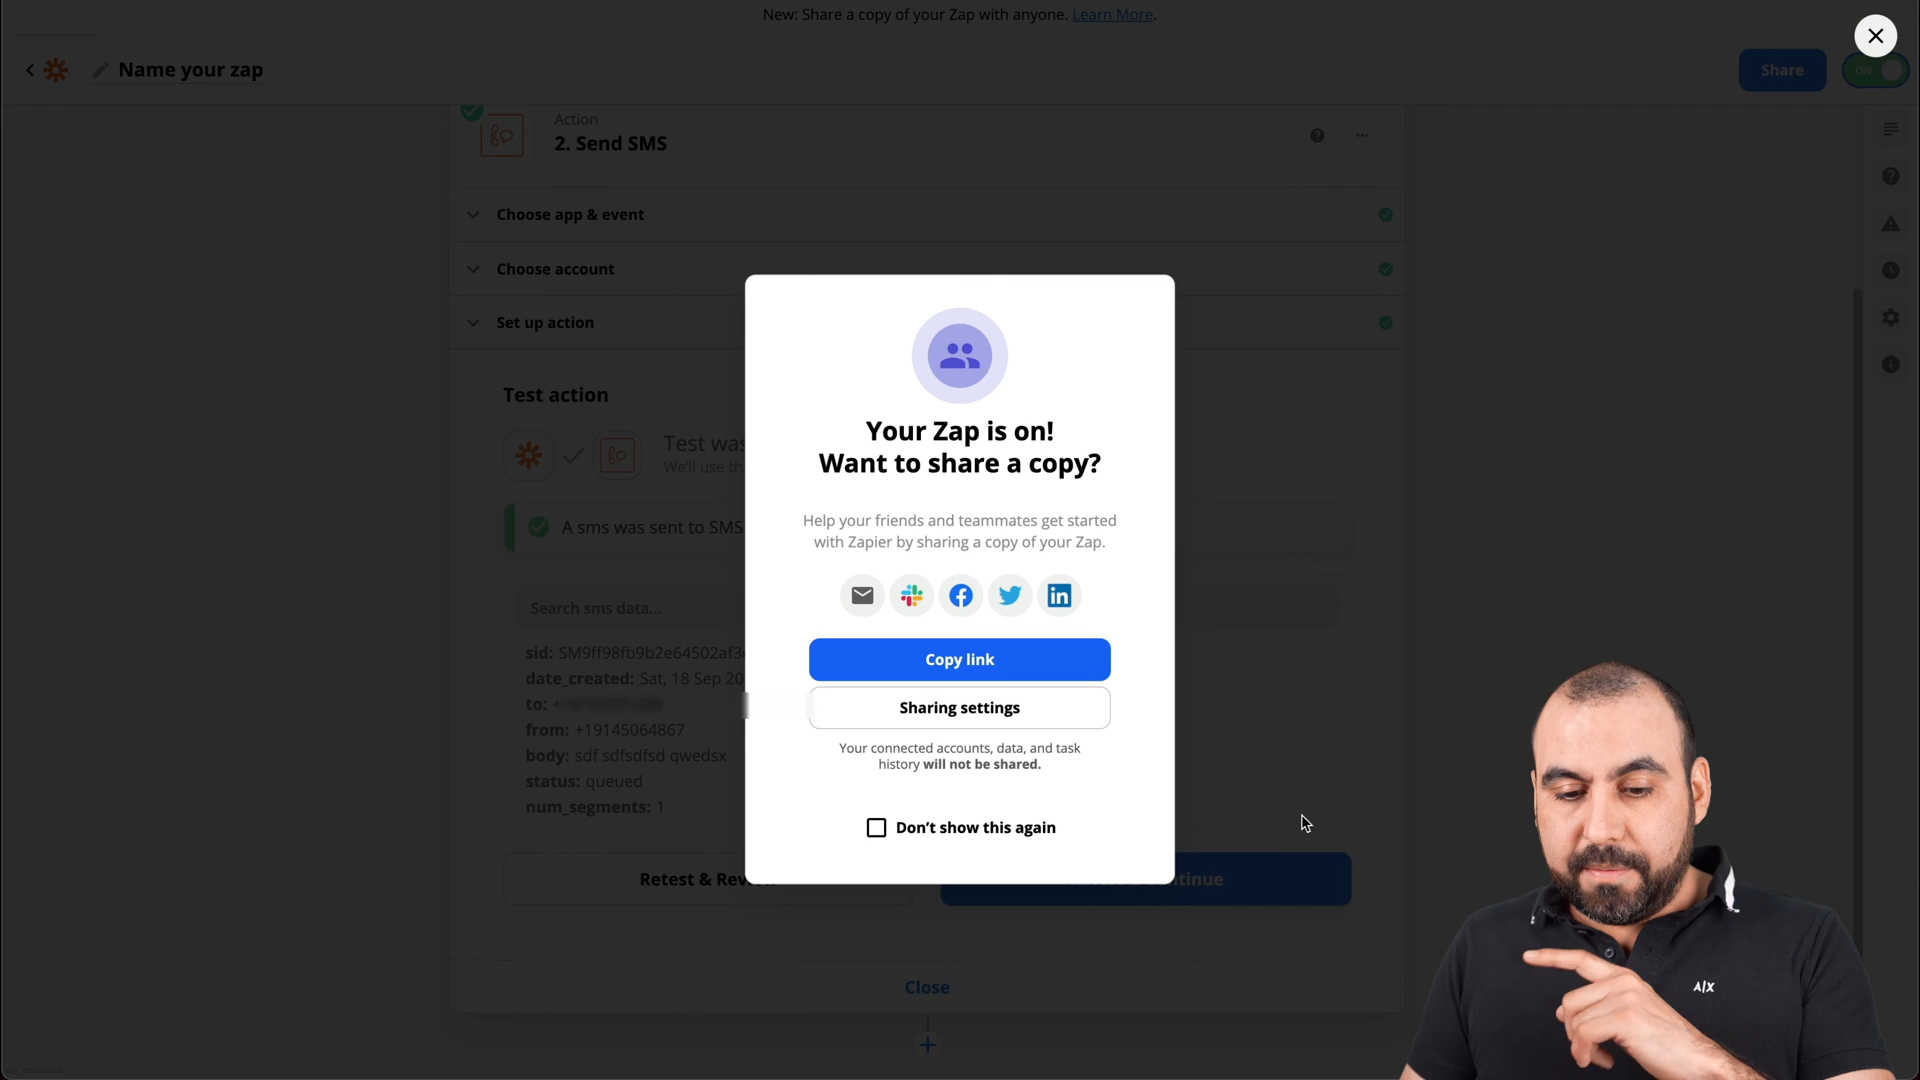 New: Share a copy of your Zap with anyone. Learn More.
Name your zap
Share
ON
Action
2. Send SMS
Choose app & event
Choose account
Set up action
Test action
Test was
We'll use th
A sms was sent to SMS
Search sms data...
sid: SM9ff98fb9b2e64502af3
date_created: Sat, 18 Sep 20
to: +
from: +19145064867
body: sdf sdfsdfsd qwedsx
status: queued
num_segments: 1
Retest & Rev
tinue
Close
Your Zap is on!
Want to share a copy?
Help your friends and teammates get started
with Zapier by sharing a copy of your Zap.
Copy link
Sharing settings
Your connected accounts, data, and task
history will not be shared.
Don't show this again
A|X